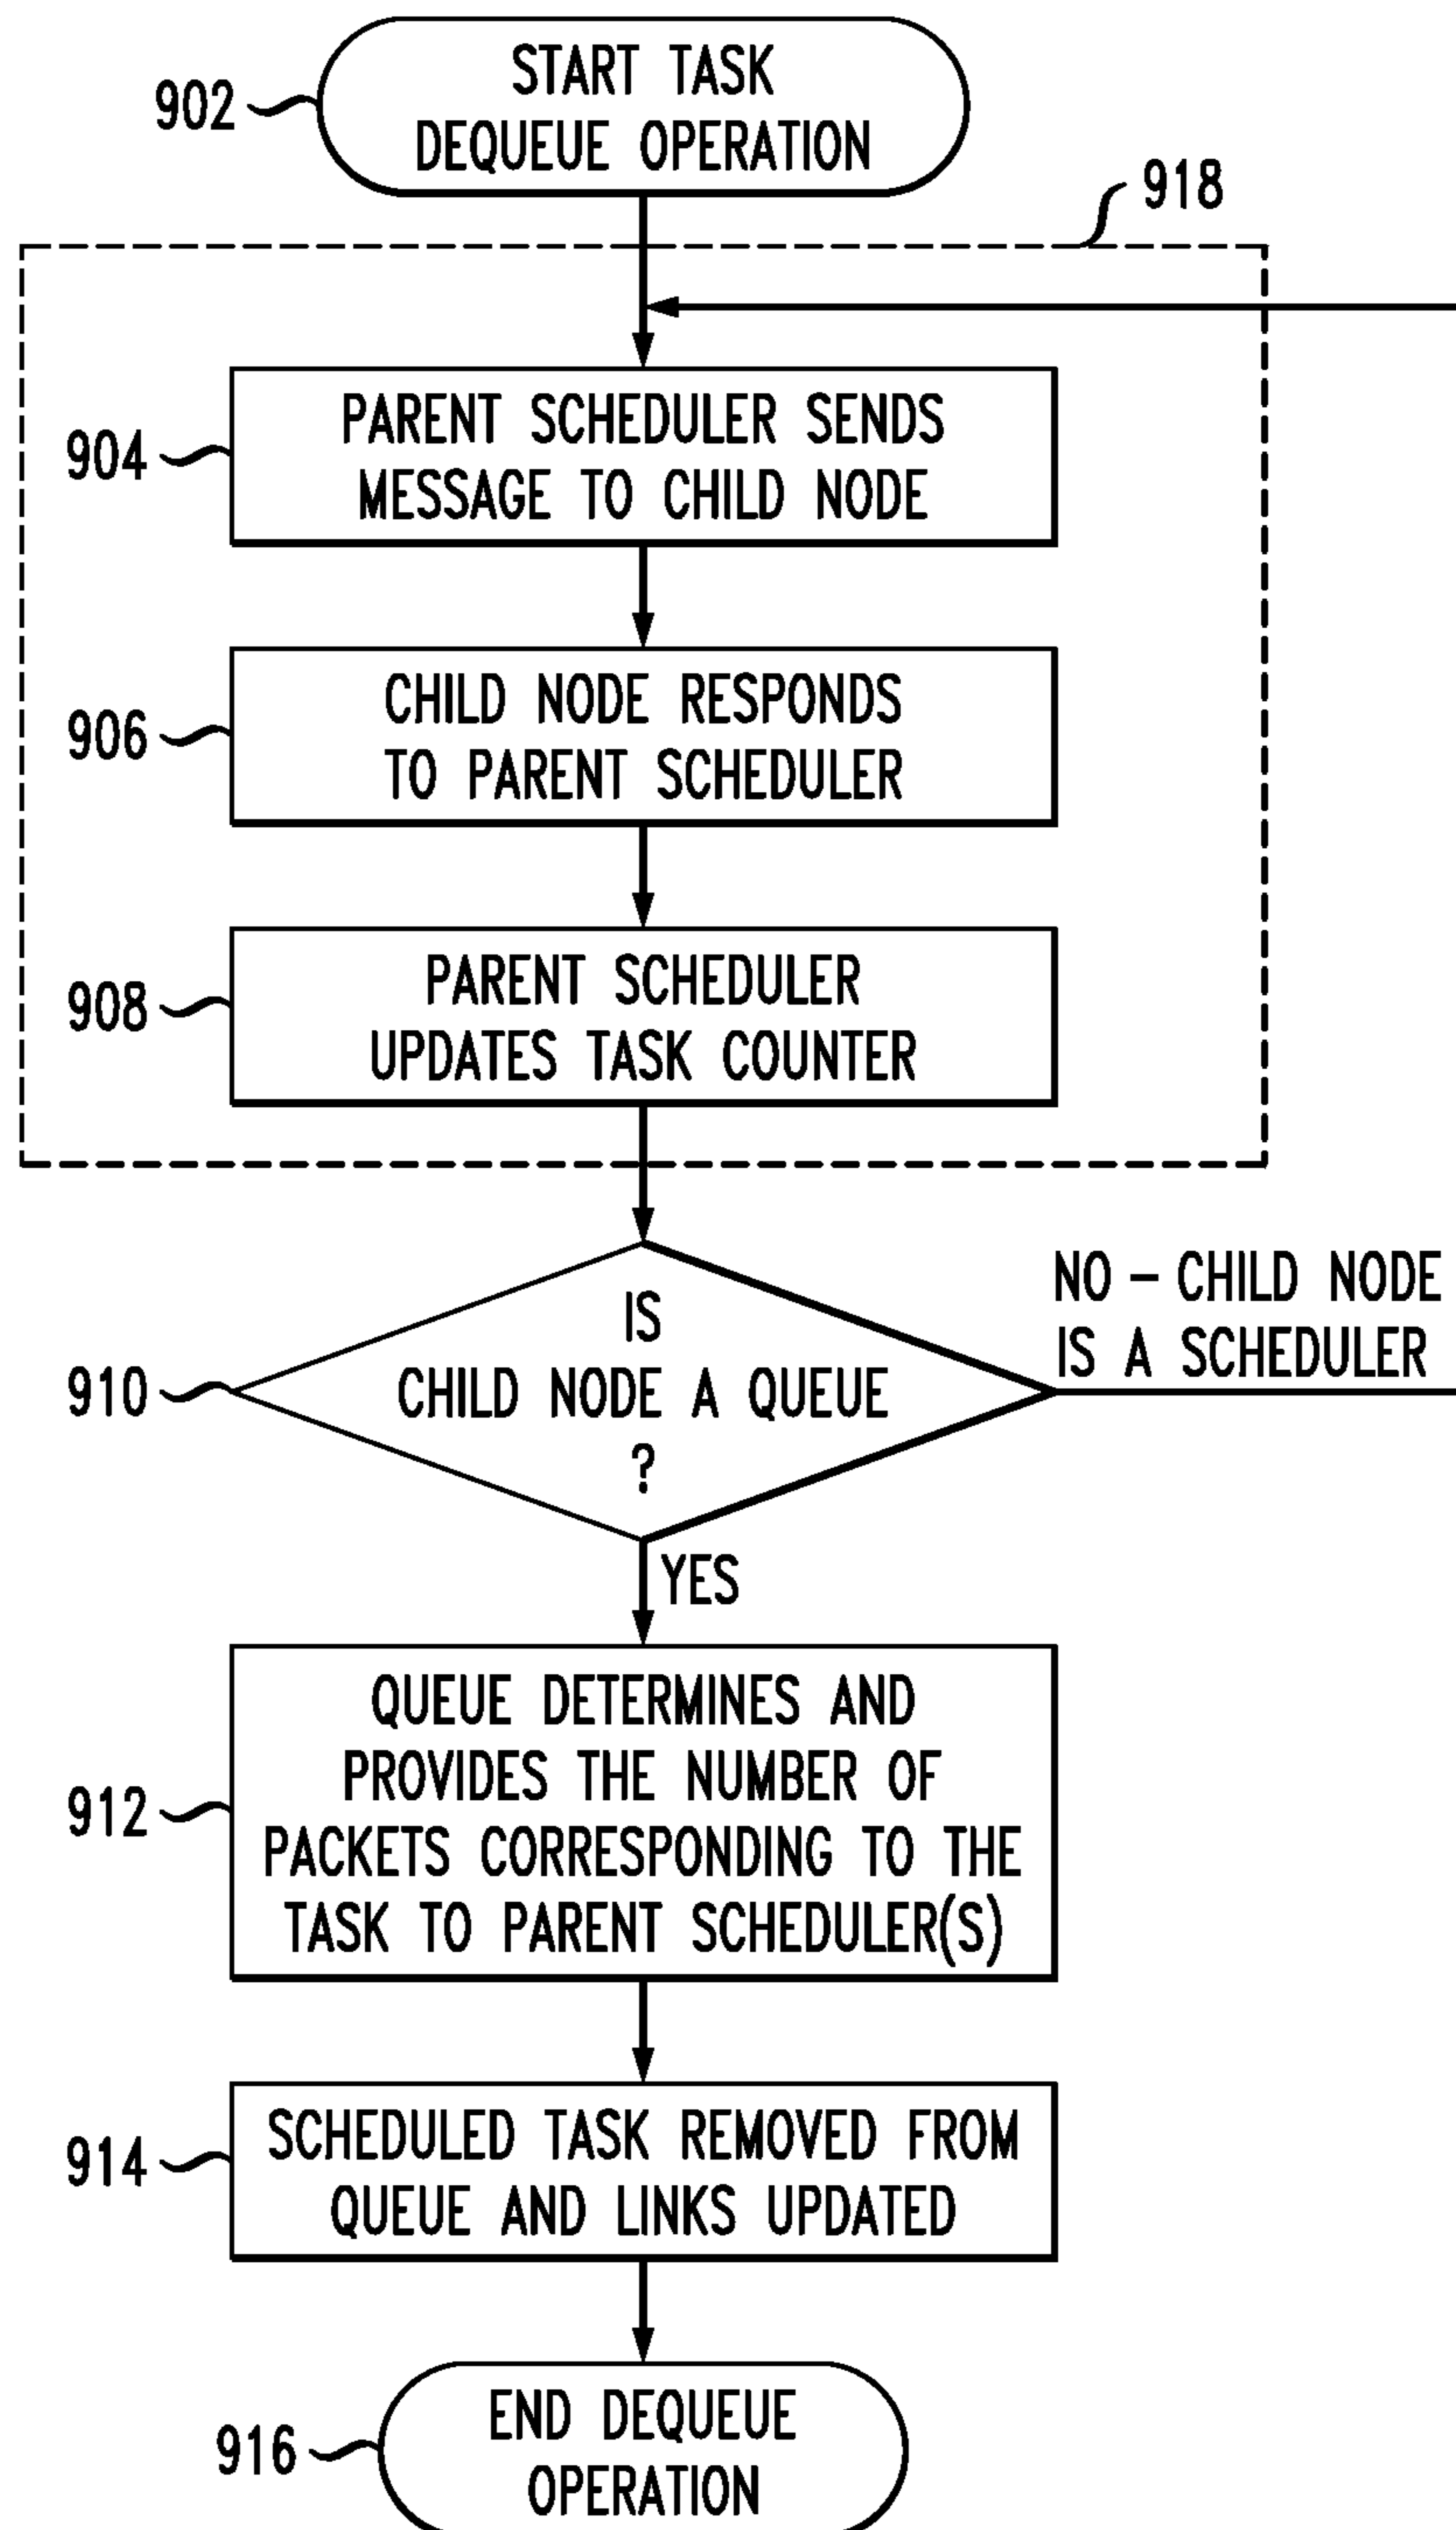 START TASK
902
DEQUEUE OPERATION
918
PARENT SCHEDULER SENDS
904
MESSAGE TO CHILD NODE
CHILD NODE RESPONDS
906
TO PARENT SCHEDULER
PARENT SCHEDULER
908
UPDATES TASK COUNTER
NO – CHILD NODE
IS A SCHEDULER
IS
910
CHILD NODE A QUEUE
?
YES
QUEUE DETERMINES AND
PROVIDES THE NUMBER OF
912
PACKETS CORRESPONDING TO THE
TASK TO PARENT SCHEDULER(S)
SCHEDULED TASK REMOVED FROM
914
QUEUE AND LINKS UPDATED
END DEQUEUE
916
OPERATION